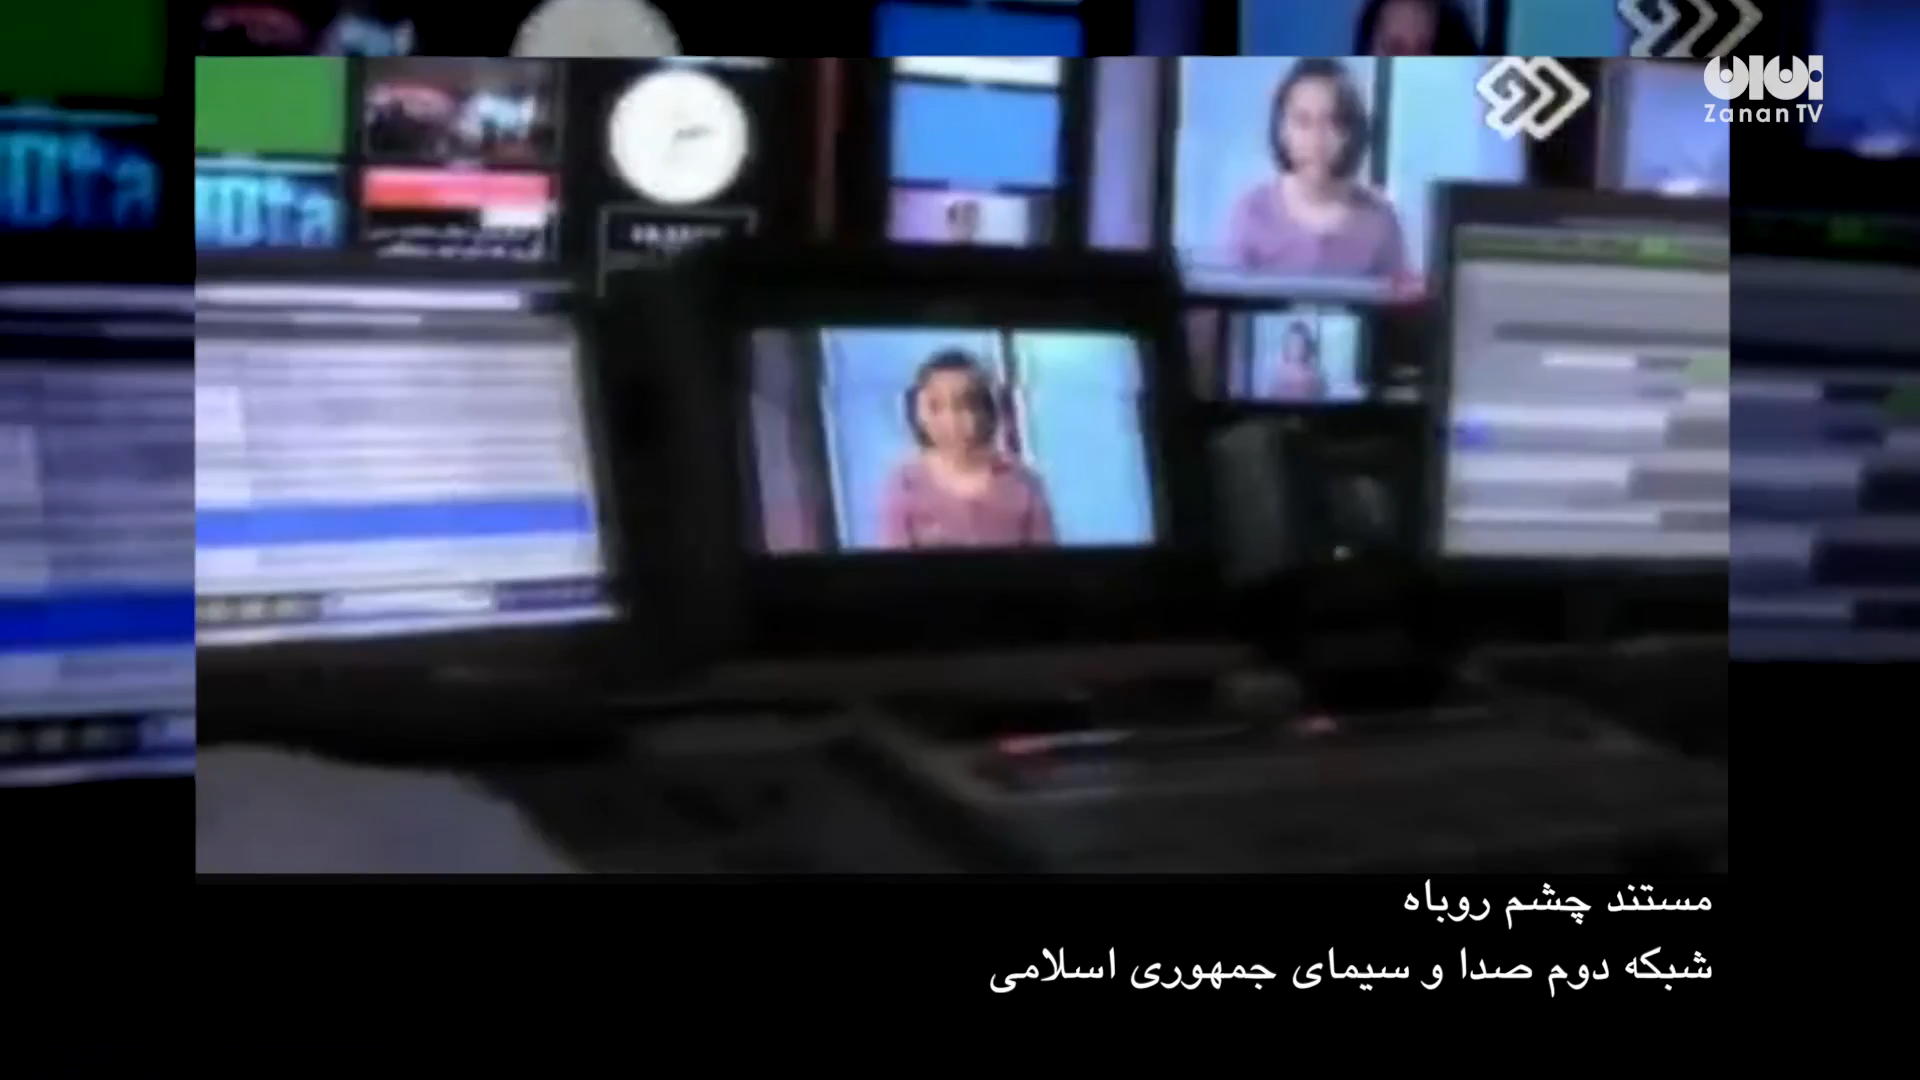 زنان
Zanan TV
مستند چشم روباه
شبکه دوم صدا و سیمای جمهوری اسلامی